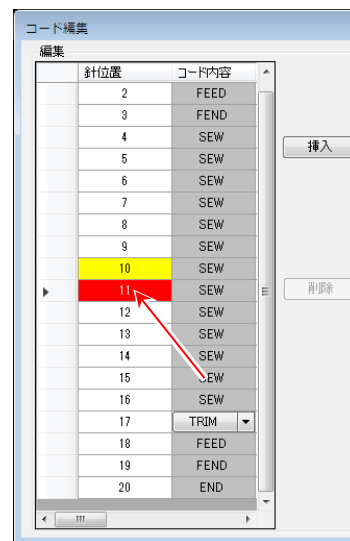 コード編集
編集
針位置 コード内容
2 FEED
3 FEND
4 SEW
5 SEW
6 SEW
7 SEW
8 SEW
9 SEW
10 SEW
11 SEW
12 SEW
13 SEW
14 SEW
15 SEW
16 SEW
17 TRIM
18 FEED
19 FEND
20 END
挿入
削除